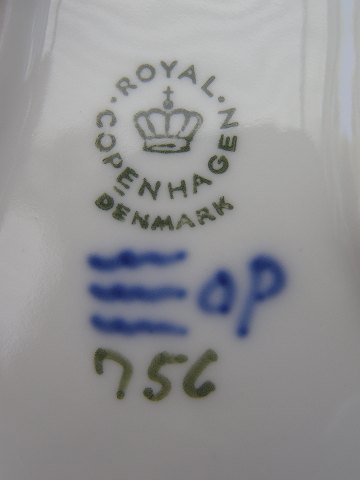 ROYAL
COPENHAGEN
DENMARK
OP
756